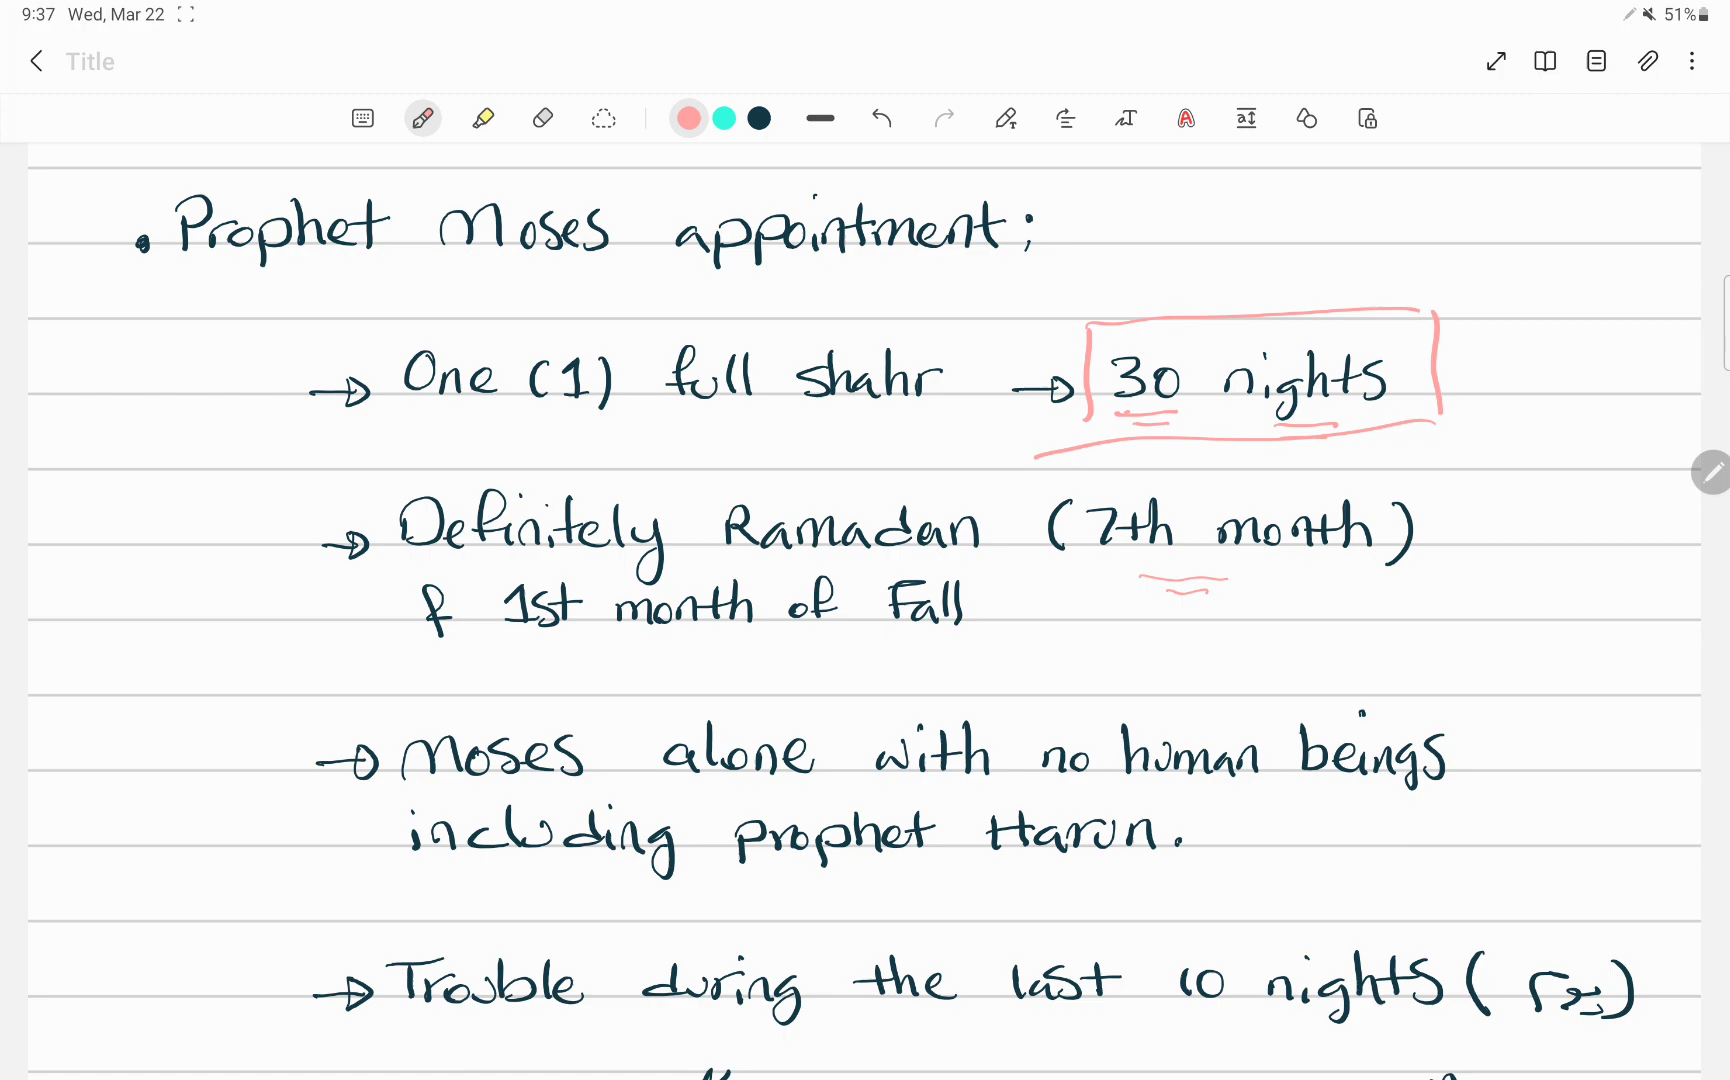 9:37 Wed, Mar 22 51%
Title
. Prophet Moses appointment:
→ One (1) full shahr → 30 nights
→ Definitely Ramadan (7th month)
& 1st month of Fall
→ Moses alone with no human beings
including prophet Harun.
→ Trouble during the last 10 nights (